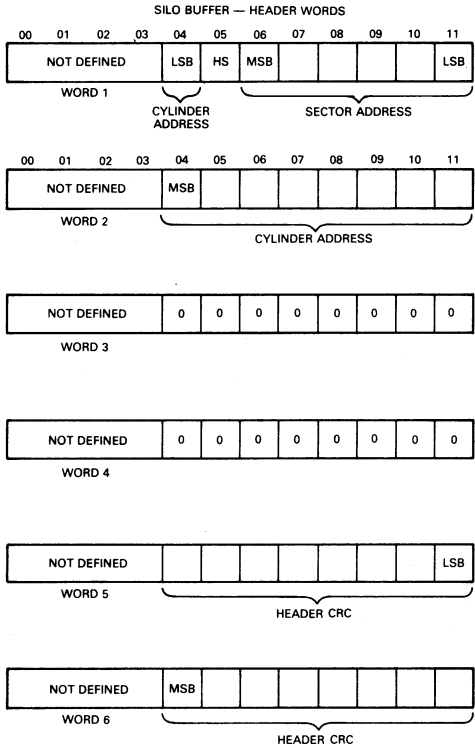 SILO BUFFER — HEADER WORDS
00 01 02 03 04 05 06 07 08 09 10 11
NOT DEFINED LSB HS MSB LSB
WORD 1
CYLINDER ADDRESS
SECTOR ADDRESS
00 01 02 03 04 05 06 07 08 09 10 11
NOT DEFINED MSB
WORD 2
CYLINDER ADDRESS
NOT DEFINED 0 0 0 0 0 0 0 0
WORD 3
NOT DEFINED 0 0 0 0 0 0 0 0
WORD 4
NOT DEFINED LSB
WORD 5
HEADER CRC
NOT DEFINED MSB
WORD 6
HEADER CRC